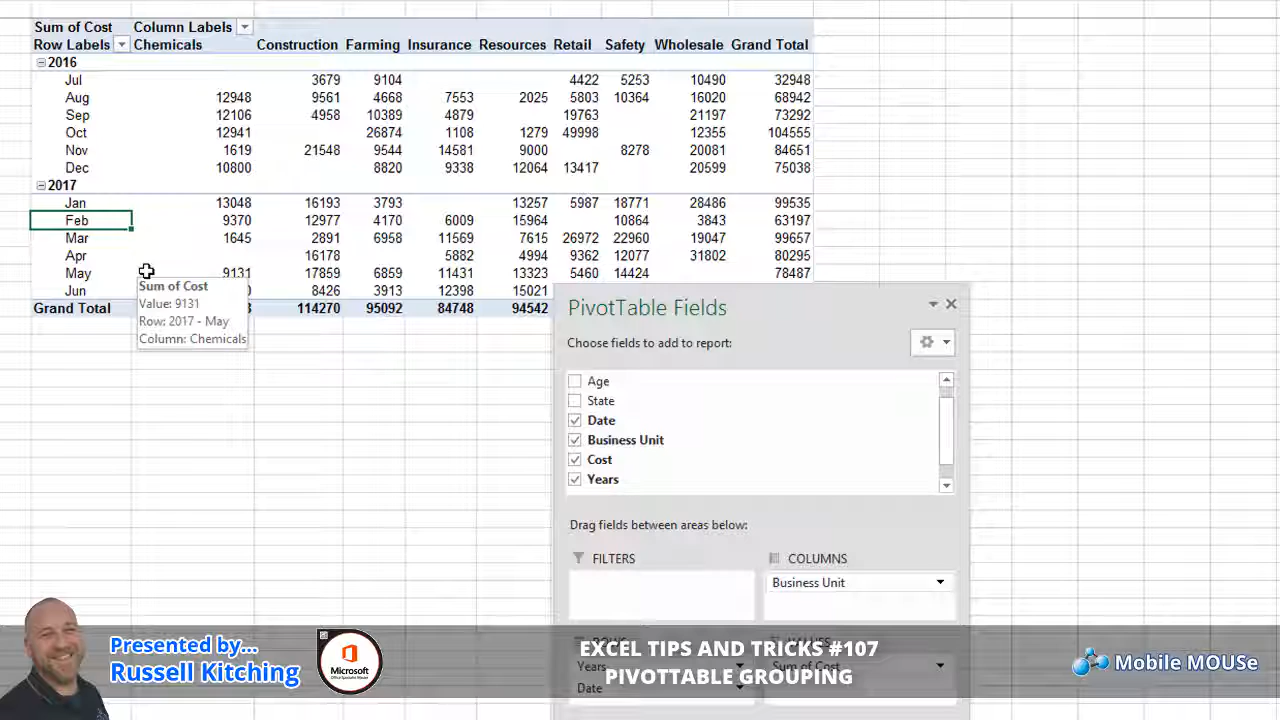 Sum of Cost Column Labels
Row Labels Chemicals Construction Farming Insurance Resources Retail Safety Wholesale Grand Total
2016
Jul 3679 9104 4422 5253 10490 32948
Aug 12948 9561 4668 7553 2025 5803 10364 16020 68942
Sep 12106 4958 10389 4879 19763 21197 73292
Oct 12941 26874 1108 1279 49998 12355 104555
Nov 1619 21548 9544 14581 9000 8278 20081 84651
Dec 10800 8820 9338 12064 13417 20599 75038
2017
Jan 13048 16193 3793 13257 5987 18771 28486 99535
Feb 9370 12977 4170 6009 15964 10864 3843 63197
Mar 1645 2891 6958 11569 7615 26972 22960 19047 99657
Apr 16178 5882 4994 9362 12077 31802 80295
May 9131 17859 6859 11431 13323 5460 14424 78487
Jun 8426 3913 12398 15021
Grand Total 114270 95092 84748 94542
Sum of Cost
Value: 9131
Row: 2017 - May
Column: Chemicals
PivotTable Fields
Choose fields to add to report:
Age
State
Date
Business Unit
Cost
Years
Drag fields between areas below:
FILTERS
COLUMNS
Business Unit
Years
Sum of Cost
Date
Presented by...
Russell Kitching
Microsoft
EXCEL TIPS AND TRICKS #107
PIVOTTABLE GROUPING
Mobile MOUSe